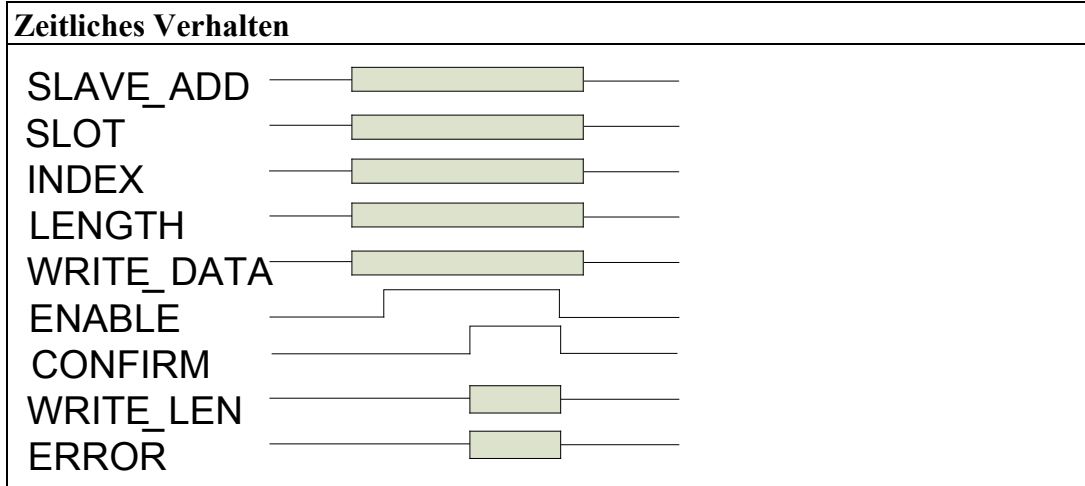 Zeitliches Verhalten
SLAVE_ADD
SLOT
INDEX
LENGTH
WRITE_DATA
ENABLE
CONFIRM
WRITE_LEN
ERROR